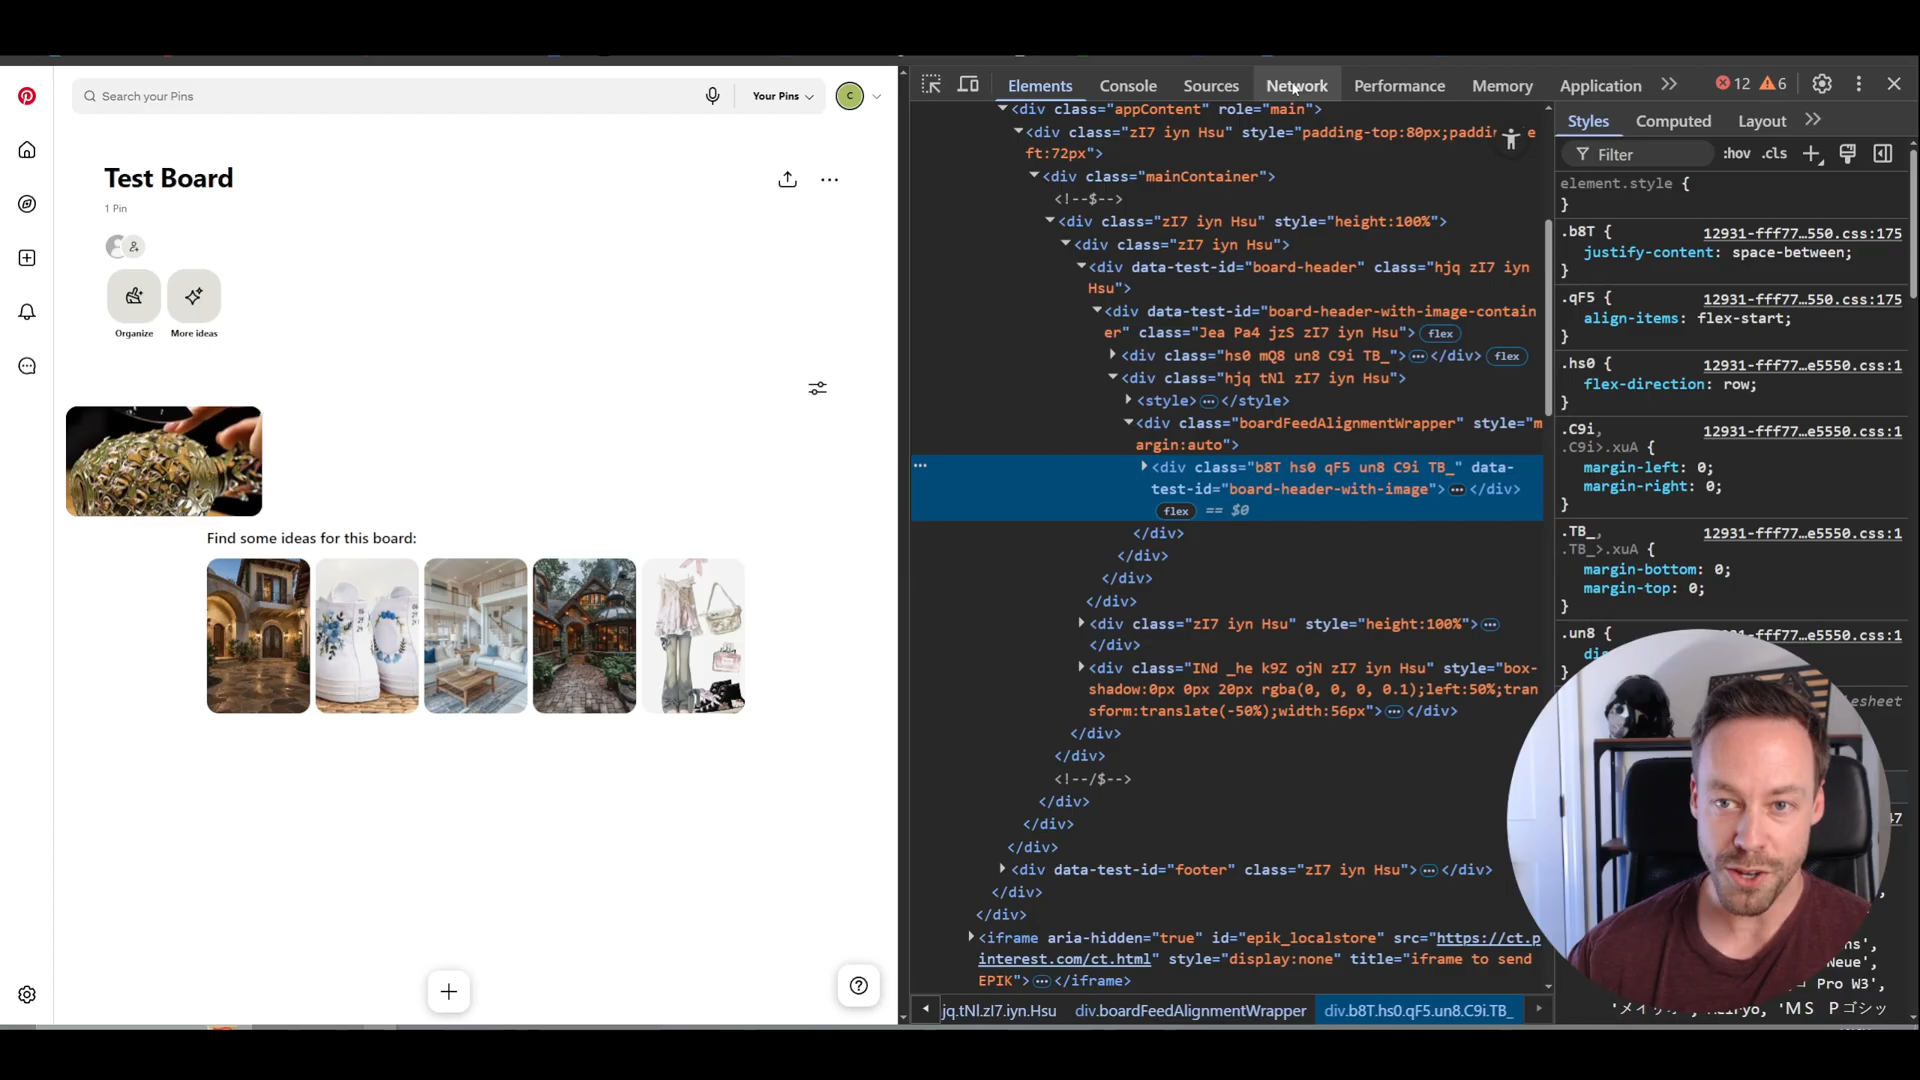 Search your Pins
Your Pins
C
Test Board
1 Pin
Organize
More ideas
Find some ideas for this board:
Elements
Console
Sources
Network
Performance
Memory
Application
12
6
<div class="appContent" role="main">
<div class="zI7 iyn Hsu" style="padding-top:80px;paddi
ft:72px">
<div class="mainContainer">
<!--$-->
<div class="zI7 iyn Hsu" style="height:100%">
<div class="zI7 iyn Hsu">
<div data-test-id="board-header" class="hjq zI7 iyn
Hsu">
<div data-test-id="board-header-with-image-contain
er" class="Jea Pa4 jzS zI7 iyn Hsu"> flex
<div class="hs0 mQ8 un8 C9i TB_"> … </div> flex
<div class="hjq tNl zI7 iyn Hsu">
<style> … </style>
<div class="boardFeedAlignmentWrapper" style="m
argin:auto">
<div class="b8T hs0 qF5 un8 C9i TB_" data-
test-id="board-header-with-image"> … </div>
flex == $0
</div>
</div>
</div>
</div>
<div class="zI7 iyn Hsu" style="height:100%"> …
</div>
<div class="INd _he k9Z ojN zI7 iyn Hsu" style="box-
shadow:0px 0px 20px rgba(0, 0, 0, 0.1);left:50%;tran
sform:translate(-50%);width:56px"> … </div>
</div>
</div>
<!--/$-->
</div>
</div>
</div>
<div data-test-id="footer" class="zI7 iyn Hsu"> … </div>
</div>
</div>
<iframe aria-hidden="true" id="epik_localstore" src="https://ct.p
interest.com/ct.html" style="display:none" title="iframe to send
EPIK"> … </iframe>
jq.tNl.zI7.iyn.Hsu
div.boardFeedAlignmentWrapper
div.b8T.hs0.qF5.un8.C9i.TB_
Styles
Computed
Layout
Filter
:hov
.cls
element.style {
}
.b8T { 12931-fff77…550.css:175
justify-content: space-between;
}
.qF5 { 12931-fff77…550.css:175
align-items: flex-start;
}
.hs0 { 12931-fff77…e5550.css:1
flex-direction: row;
}
.C9i, 12931-fff77…e5550.css:1
.C9i>.xuA {
margin-left: 0;
margin-right: 0;
}
.TB_, 12931-fff77…e5550.css:1
.TB_>.xuA {
margin-bottom: 0;
margin-top: 0;
}
.un8 { 12931-fff77…e5550.css:1
Pro W3',